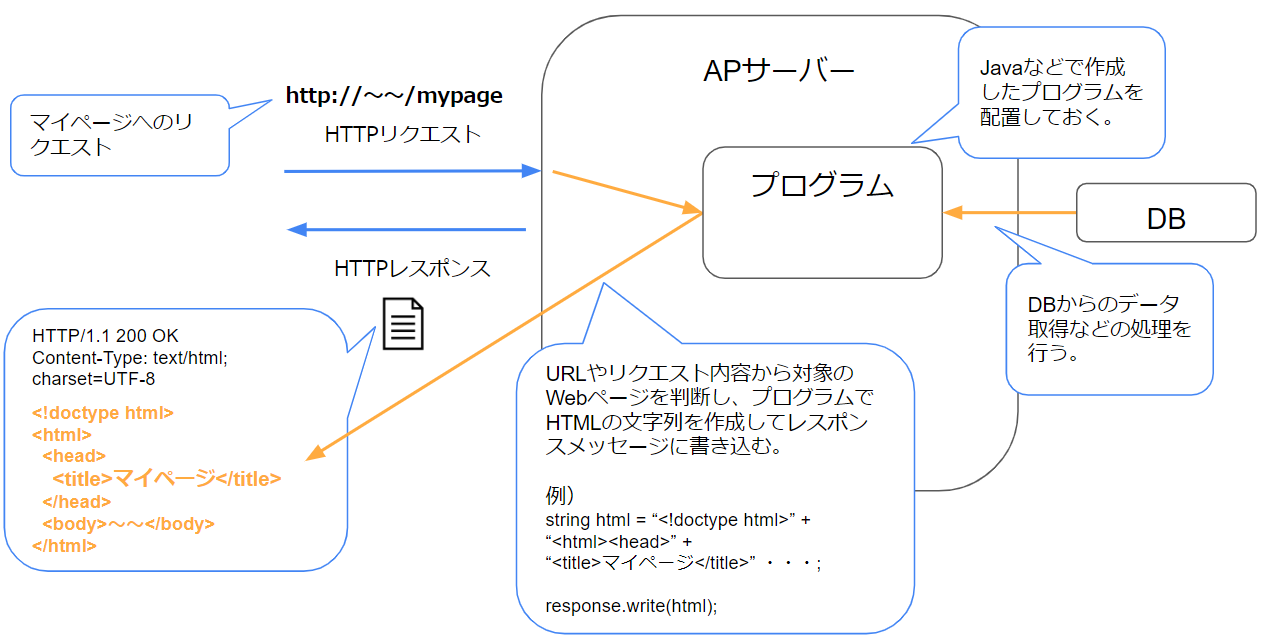 APサーバー
Javaなどで作成
したプログラムを
配置しておく。
http://～～/mypage
マイページへのリ
クエスト
HTTPリクエスト
プログラム
DB
HTTPレスポンス
DBからのデータ
取得などの処理を
行う。
HTTP/1.1 200 OK
Content-Type: text/html;
charset=UTF-8
<!doctype html>
<html>
<head>
<title>マイページ</title>
</head>
<body>～～</body>
</html>
URLやリクエスト内容から対象の
Webページを判断し、プログラムで
HTMLの文字列を作成してレスポン
スメッセージに書き込む。
例）
string html = “<!doctype html>” +
“<html><head>” +
“<title>マイページ</title>” ・・・;
response.write(html);